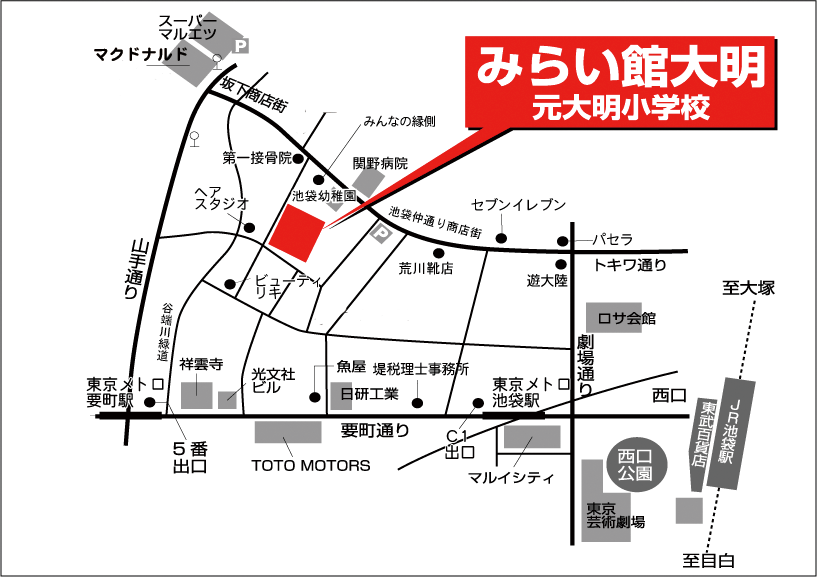 スーパー
マルエツ
P
マクドナルド
みらい館大明
元大明小学校
坂下商店街
みんなの縁側
第一接骨院
関野病院
ヘア
スタジオ
池袋幼稚園
池袋仲通り商店街
セブンイレブン
P
パセラ
山手通り
ビューティ
リキ
荒川靴店
遊大陸
トキワ通り
至大塚
谷端川緑道
ロサ会館
劇場通り
祥雲寺
光文社
ビル
魚屋
堤税理士事務所
東京メトロ
要町駅
日研工業
東京メトロ
池袋駅
西口
JR池袋駅
東武百貨店
5番
出口
要町通り
C1
出口
TOTO MOTORS
マルイシティ
西口
公園
東京
芸術劇場
至目白